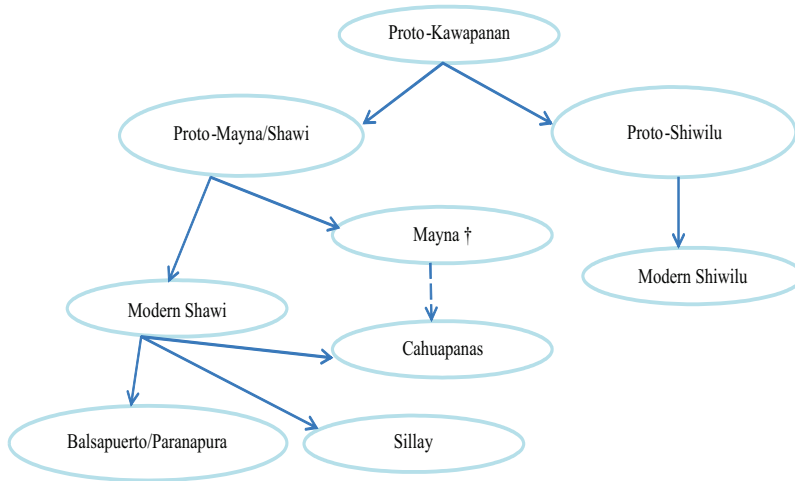 Proto-Kawapanan
Proto-Mayna/Shawi
Proto-Shiwilu
Mayna †
Modern Shiwilu
Modern Shawi
Cahuapanas
Balsapuerto/Paranapura
Sillay